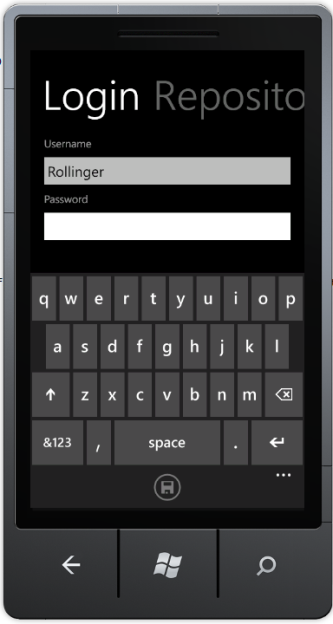 Login Reposito
Username
Rollinger
Password
q w e r t y u i o p
a s d f g h j k l
z x c v b n m
&123 , space .
...